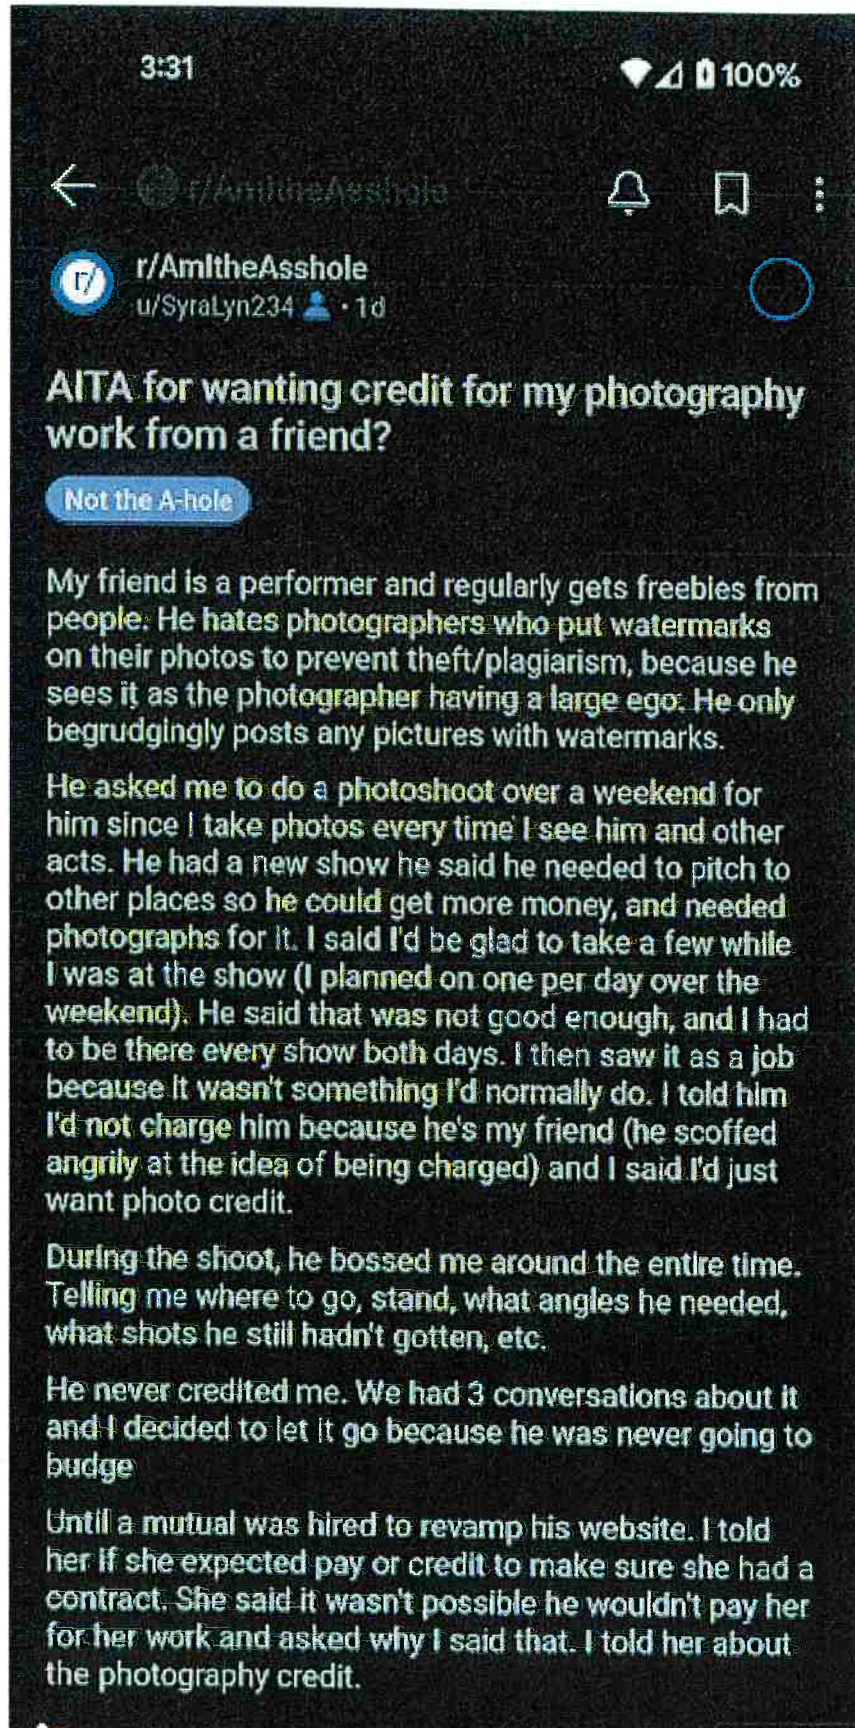 3:31
100%
r/AmItheAsshole
r/
r/AmItheAsshole
u/SyraLyn234 · 1d
AITA for wanting credit for my photography
work from a friend?
Not the A-hole
My friend is a performer and regularly gets freebies from
people. He hates photographers who put watermarks
on their photos to prevent theft/plagiarism, because he
sees it as the photographer having a large ego. He only
begrudgingly posts any pictures with watermarks.
He asked me to do a photoshoot over a weekend for
him since I take photos every time I see him and other
acts. He had a new show he said he needed to pitch to
other places so he could get more money, and needed
photographs for it. I said I'd be glad to take a few while
I was at the show (I planned on one per day over the
weekend). He said that was not good enough, and I had
to be there every show both days. I then saw it as a job
because it wasn't something I'd normally do. I told him
I'd not charge him because he's my friend (he scoffed
angrily at the idea of being charged) and I said I'd just
want photo credit.
During the shoot, he bossed me around the entire time.
Telling me where to go, stand, what angles he needed,
what shots he still hadn't gotten, etc.
He never credited me. We had 3 conversations about it
and I decided to let it go because he was never going to
budge
Until a mutual was hired to revamp his website. I told
her if she expected pay or credit to make sure she had a
contract. She said it wasn't possible he wouldn't pay her
for her work and asked why I said that. I told her about
the photography credit.